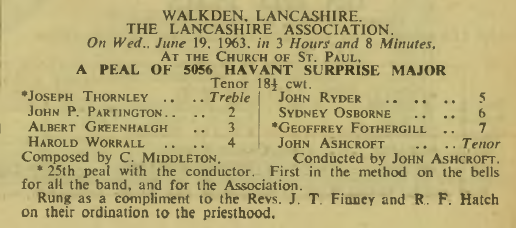 WALKDEN, LANCASHIRE.
THE LANCASHIRE ASSOCIATION.
On Wed., June 19, 1963, in 3 Hours and 8 Minutes,
AT THE CHURCH OF ST. PAUL,
A PEAL OF 5056 HAVANT SURPRISE MAJOR
Tenor 18½ cwt.
*JOSEPH THORNLEY .. .. Treble
JOHN P. PARTINGTON .. .. 2
ALBERT GREENHALGH .. 3
HAROLD WORRALL .. .. 4
JOHN RYDER .. .. .. 5
SYDNEY OSBORNE .. .. 6
*GEOFFREY FOTHERGILL .. 7
JOHN ASHCROFT .. .. Tenor
Composed by C. MIDDLETON. Conducted by JOHN ASHCROFT.
* 25th peal with the conductor. First in the method on the bells
for all the band, and for the Association.
Rung as a compliment to the Revs. J. T. Finney and R. F. Hatch
on their ordination to the priesthood.